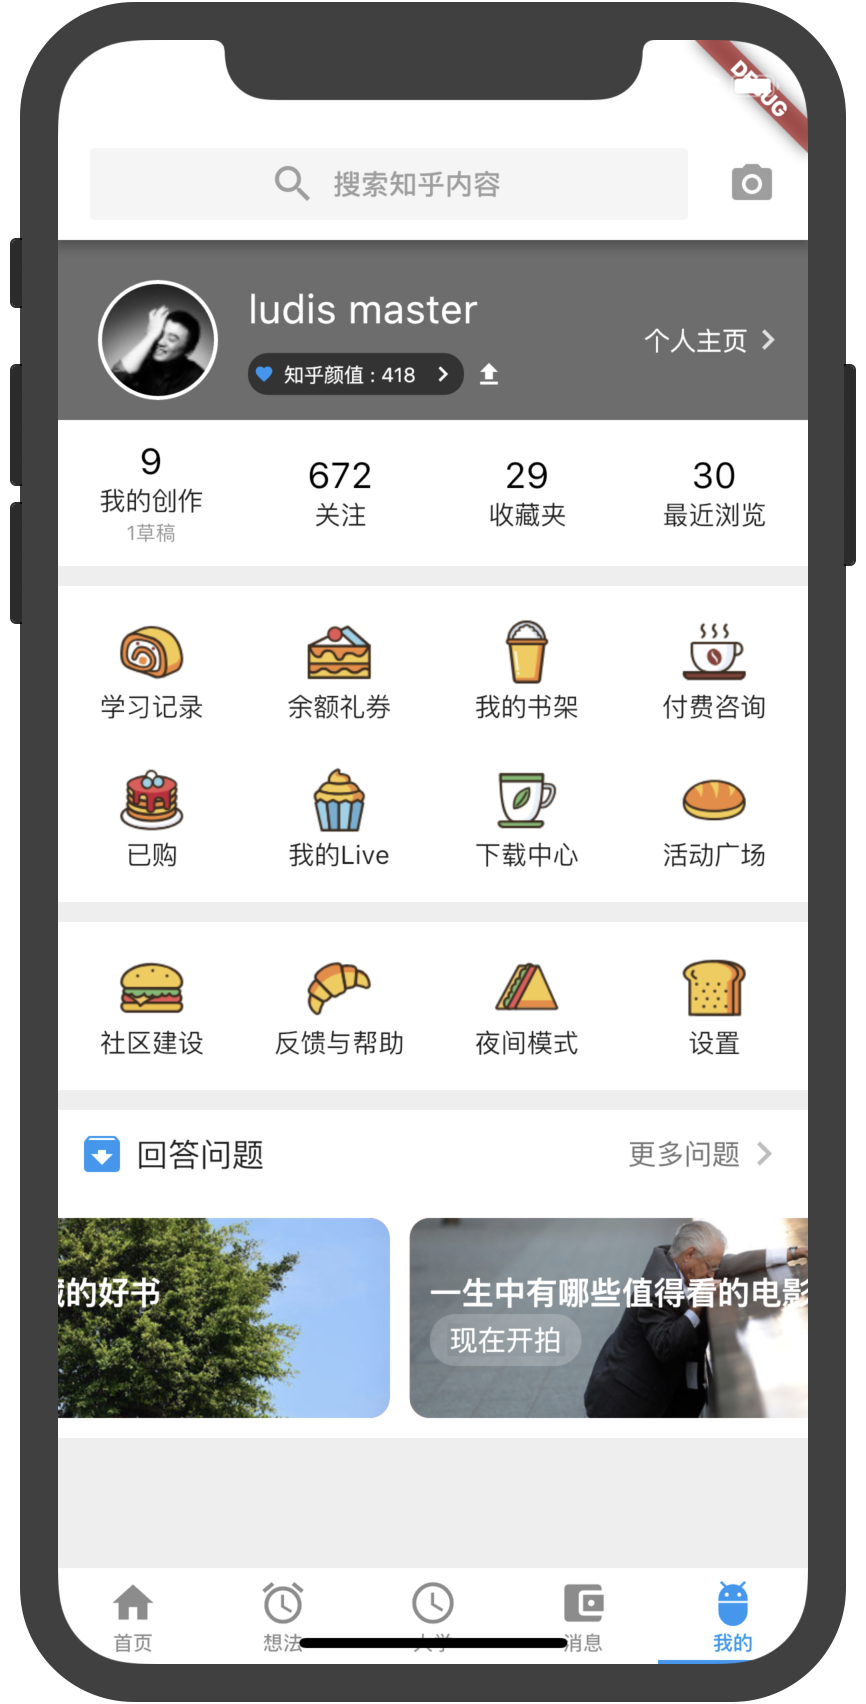 DEBUG
搜索知乎内容
ludis master
知乎颜值 : 418
个人主页
9
我的创作
1草稿
672
关注
29
收藏夹
30
最近浏览
学习记录
余额礼券
我的书架
付费咨询
已购
我的Live
下载中心
活动广场
社区建设
反馈与帮助
夜间模式
设置
回答问题
更多问题
的好书
一生中有哪些值得看的电影
现在开拍
首页
想法
大学
消息
我的